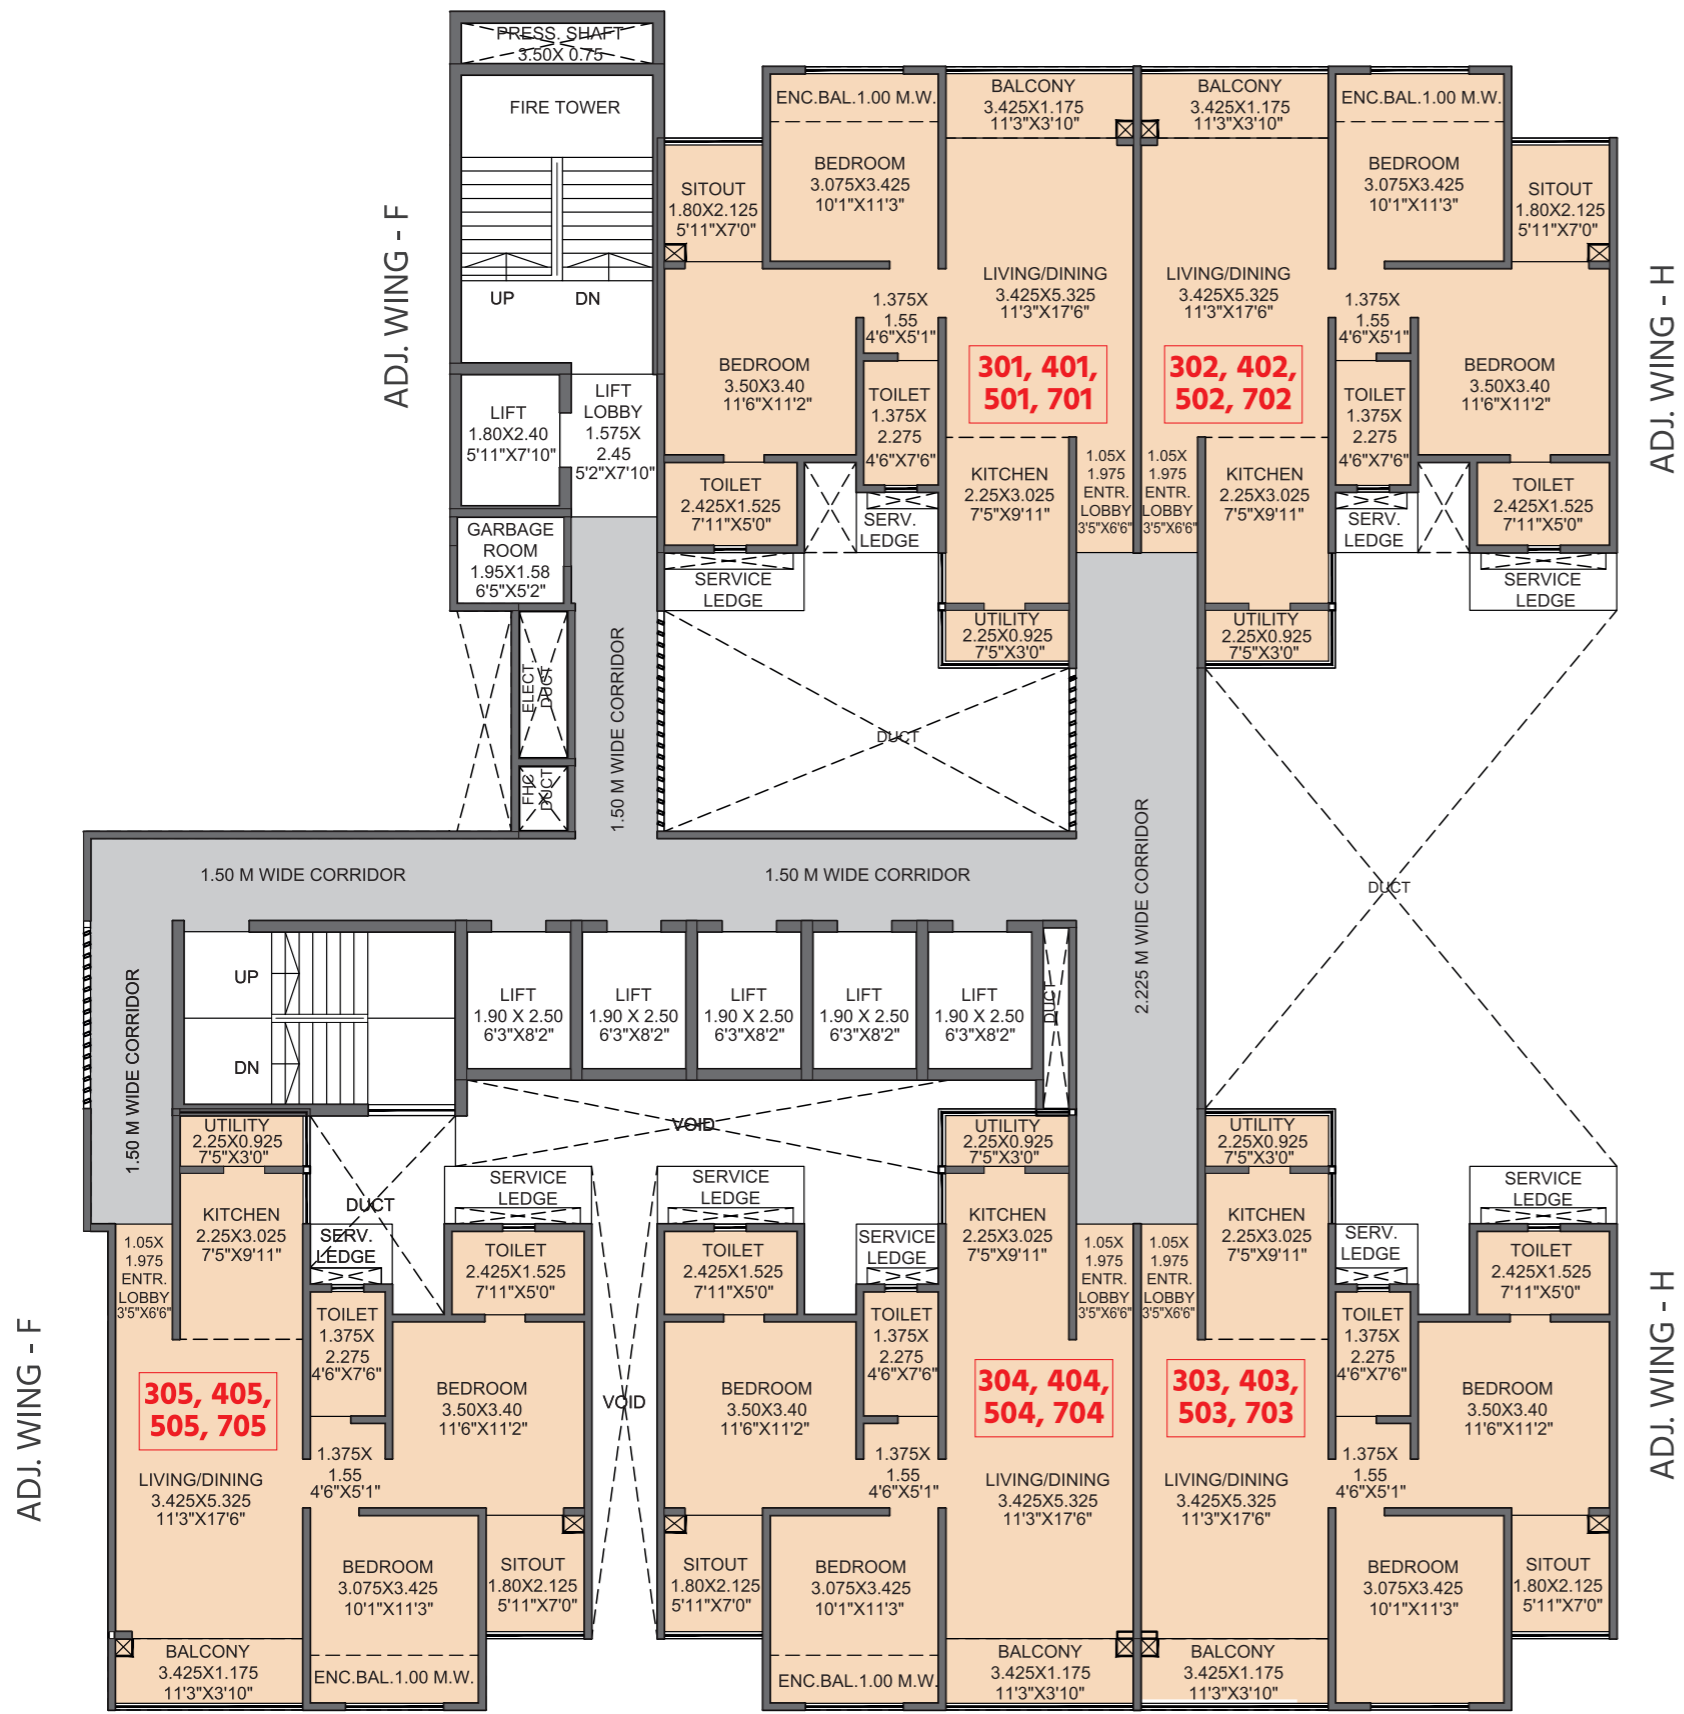 PRESS. SHAFT
3.50X 0.75
FIRE TOWER
UP
DN
ADJ. WING - F
LIFT
1.80X2.40
5'11"X7'10"
LIFT
LOBBY
1.575X
2.45
5'2"X7'10"
GARBAGE
ROOM
1.95X1.58
6'5"X5'2"
ELECT.
DUCT
FHC
DUCT
1.50 M WIDE CORRIDOR
SITOUT
1.80X2.125
5'11"X7'0"
ENC.BAL.1.00 M.W.
BEDROOM
3.075X3.425
10'1"X11'3"
BALCONY
3.425X1.175
11'3"X3'10"
LIVING/DINING
3.425X5.325
11'3"X17'6"
1.375X
1.55
4'6"X5'1"
301, 401,
501, 701
BEDROOM
3.50X3.40
11'6"X11'2"
TOILET
1.375X
2.275
4'6"X7'6"
TOILET
2.425X1.525
7'11"X5'0"
SERV.
LEDGE
SERVICE
LEDGE
KITCHEN
2.25X3.025
7'5"X9'11"
1.05X
1.975
ENTR.
LOBBY
3'5"X6'6"
UTILITY
2.25X0.925
7'5"X3'0"
DUCT
BALCONY
3.425X1.175
11'3"X3'10"
ENC.BAL.1.00 M.W.
BEDROOM
3.075X3.425
10'1"X11'3"
SITOUT
1.80X2.125
5'11"X7'0"
LIVING/DINING
3.425X5.325
11'3"X17'6"
1.375X
1.55
4'6"X5'1"
302, 402,
502, 702
BEDROOM
3.50X3.40
11'6"X11'2"
TOILET
1.375X
2.275
4'6"X7'6"
1.05X
1.975
ENTR.
LOBBY
3'5"X6'6"
KITCHEN
2.25X3.025
7'5"X9'11"
SERV.
LEDGE
TOILET
2.425X1.525
7'11"X5'0"
SERVICE
LEDGE
UTILITY
2.25X0.925
7'5"X3'0"
ADJ. WING - H
DUCT
1.50 M WIDE CORRIDOR
1.50 M WIDE CORRIDOR
2.225 M WIDE CORRIDOR
1.50 M WIDE CORRIDOR
UP
DN
LIFT
1.90 X 2.50
6'3"X8'2"
LIFT
1.90 X 2.50
6'3"X8'2"
LIFT
1.90 X 2.50
6'3"X8'2"
LIFT
1.90 X 2.50
6'3"X8'2"
LIFT
1.90 X 2.50
6'3"X8'2"
DUCT
VOID
UTILITY
2.25X0.925
7'5"X3'0"
KITCHEN
2.25X3.025
7'5"X9'11"
1.05X
1.975
ENTR.
LOBBY
3'5"X6'6"
DUCT
SERV.
LEDGE
SERVICE
LEDGE
TOILET
2.425X1.525
7'11"X5'0"
TOILET
1.375X
2.275
4'6"X7'6"
305, 405,
505, 705
BEDROOM
3.50X3.40
11'6"X11'2"
1.375X
1.55
4'6"X5'1"
LIVING/DINING
3.425X5.325
11'3"X17'6"
BEDROOM
3.075X3.425
10'1"X11'3"
SITOUT
1.80X2.125
5'11"X7'0"
BALCONY
3.425X1.175
11'3"X3'10"
ENC.BAL.1.00 M.W.
ADJ. WING - F
VOID
SERVICE
LEDGE
TOILET
2.425X1.525
7'11"X5'0"
SERVICE
LEDGE
UTILITY
2.25X0.925
7'5"X3'0"
KITCHEN
2.25X3.025
7'5"X9'11"
1.05X
1.975
ENTR.
LOBBY
3'5"X6'6"
TOILET
1.375X
2.275
4'6"X7'6"
304, 404,
504, 704
BEDROOM
3.50X3.40
11'6"X11'2"
1.375X
1.55
4'6"X5'1"
LIVING/DINING
3.425X5.325
11'3"X17'6"
SITOUT
1.80X2.125
5'11"X7'0"
BEDROOM
3.075X3.425
10'1"X11'3"
ENC.BAL.1.00 M.W.
BALCONY
3.425X1.175
11'3"X3'10"
UTILITY
2.25X0.925
7'5"X3'0"
KITCHEN
2.25X3.025
7'5"X9'11"
1.05X
1.975
ENTR.
LOBBY
3'5"X6'6"
SERV.
LEDGE
SERVICE
LEDGE
TOILET
2.425X1.525
7'11"X5'0"
TOILET
1.375X
2.275
4'6"X7'6"
303, 403,
503, 703
BEDROOM
3.50X3.40
11'6"X11'2"
1.375X
1.55
4'6"X5'1"
LIVING/DINING
3.425X5.325
11'3"X17'6"
BEDROOM
3.075X3.425
10'1"X11'3"
SITOUT
1.80X2.125
5'11"X7'0"
BALCONY
3.425X1.175
11'3"X3'10"
ADJ. WING - H